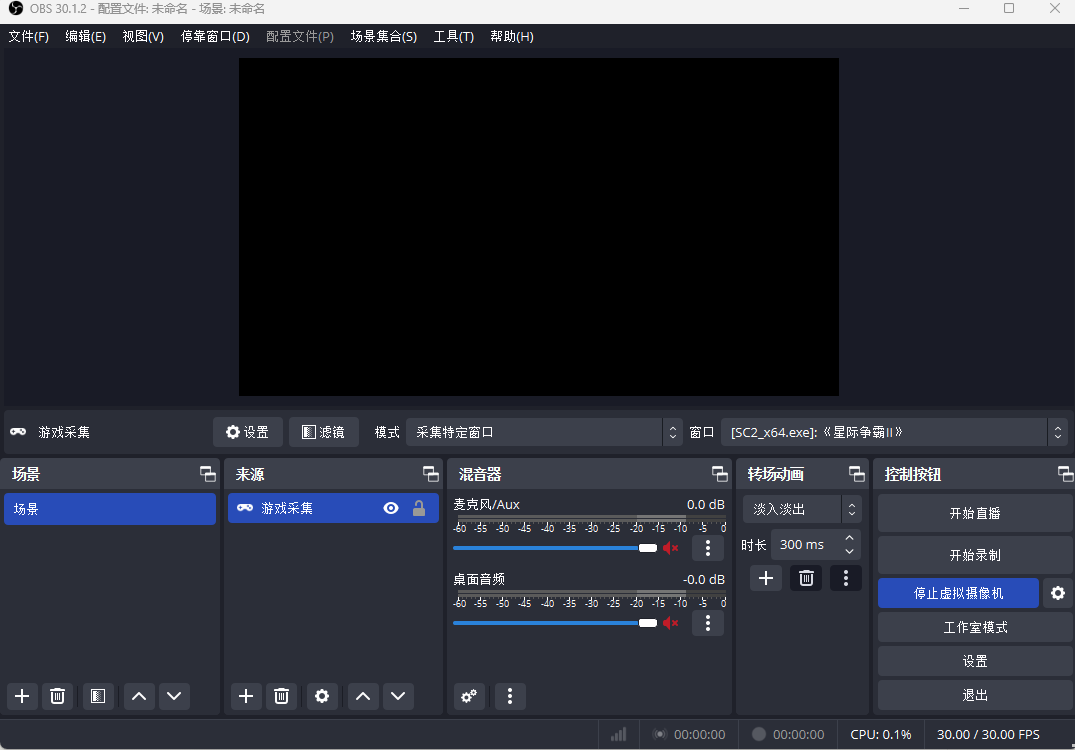 OBS 30.1.2 - 配置文件: 未命名 - 场景: 未命名
文件(F) 编辑(E) 视图(V) 停靠窗口(D) 配置文件(P) 场景集合(S) 工具(T) 帮助(H)
游戏采集 设置 滤镜 模式 采集特定窗口 窗口 [SC2_x64.exe]: 《星际争霸II》
场景 来源 混音器 转场动画 控制按钮
场景
游戏采集
麦克风/Aux 0.0 dB
-60 -55 -50 -45 -40 -35 -30 -25 -20 -15 -10 -5 0
桌面音频 -0.0 dB
-60 -55 -50 -45 -40 -35 -30 -25 -20 -15 -10 -5 0
淡入淡出
时长 300 ms
开始直播
开始录制
停止虚拟摄像机
工作室模式
设置
退出
00:00:00 00:00:00 CPU: 0.1% 30.00 / 30.00 FPS